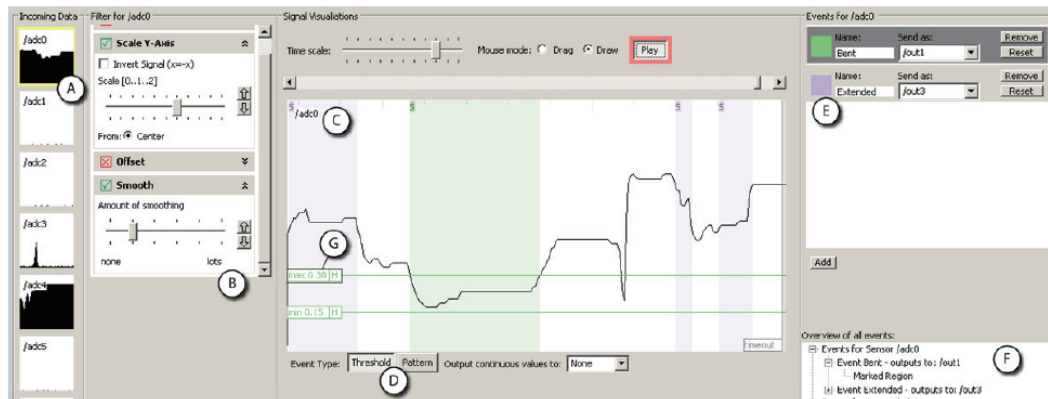 Incoming Data
/adc0
A
/adc1
/adc2
/adc3
/adc4
/adc5
Filter for /adc0
Scale Y-Axis
Invert Signal (x=-x)
Scale [0..1..2]
From: Center
Offset
Smooth
Amount of smoothing
none lots
B
Signal Visualiations
Time scale: Mouse mode: Drag Draw Play
S S S S
/adc0
C
G
max 0.30 H
min 0.15 H
timeout
Event Type: Threshold Pattern Output continuous values to: None
D
Events for /adc0
Name: Send as: Remove
Bent /out1 Reset
Name: Send as: Remove
Extended /out3 Reset
E
Add
Overview of all events:
Events for Sensor /adc0
Event Bent - outputs to: /out1
Marked Region
Event Extended - outputs to: /out3
F